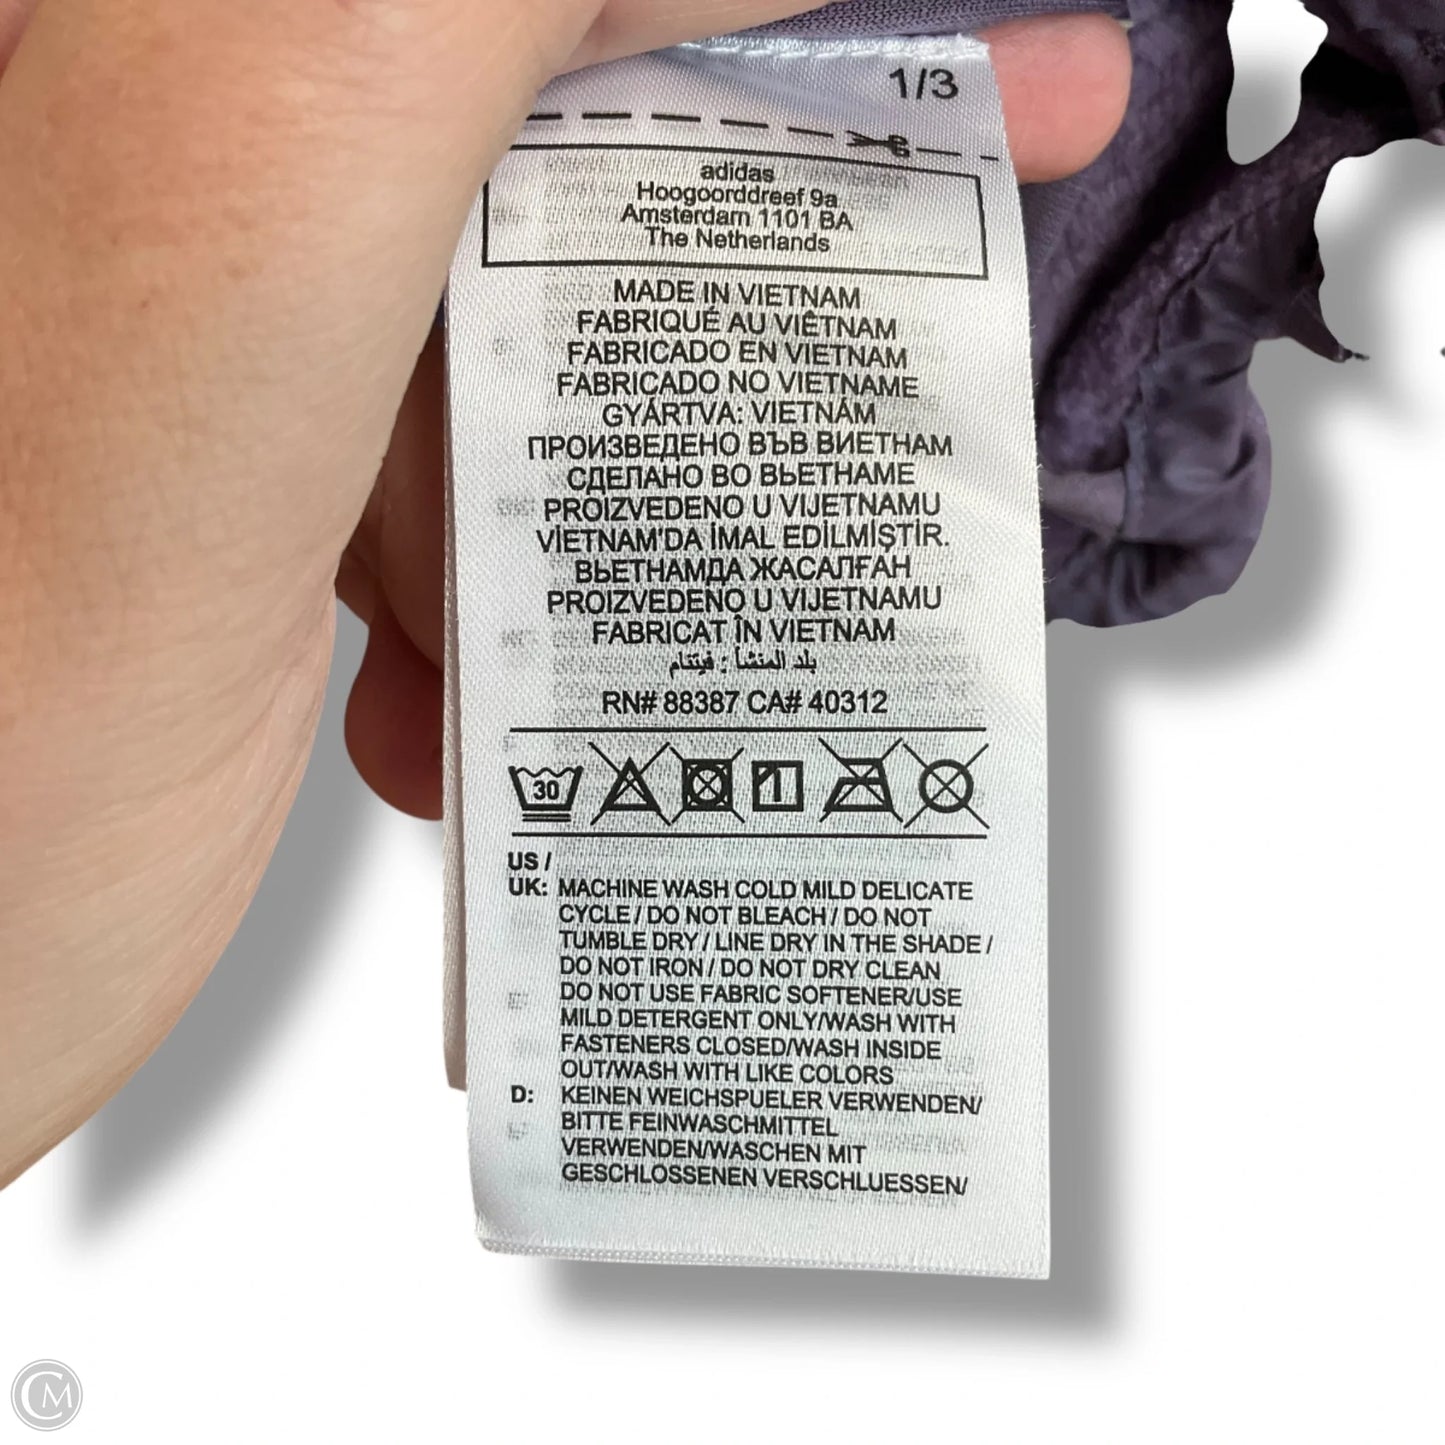 1/3
adidas
Hoogoorddreef 9a
Amsterdam 1101 BA
The Netherlands
MADE IN VIETNAM
FABRIQUÉ AU VIÊTNAM
FABRICADO EN VIETNAM
FABRICADO NO VIETNAME
GYÁRTVA: VIETNÁM
ПРОИЗВЕДЕНО ВЪВ ВИЕТНАМ
СДЕЛАНО ВО ВЬЕТНАМЕ
PROIZVEDENO U VIJETNAMU
VİETNAM'DA İMAL EDİLMİŞTİR.
ВЬЕТНАМДА ЖАСАЛҒАН
PROIZVEDENO U VIJETNAMU
FABRICAT ÎN VIETNAM
بلد المنشأ : فيتنام
RN# 88387 CA# 40312
30
1
US /
UK: MACHINE WASH COLD MILD DELICATE
CYCLE / DO NOT BLEACH / DO NOT
TUMBLE DRY / LINE DRY IN THE SHADE /
DO NOT IRON / DO NOT DRY CLEAN
DO NOT USE FABRIC SOFTENER/USE
MILD DETERGENT ONLY/WASH WITH
FASTENERS CLOSED/WASH INSIDE
OUT/WASH WITH LIKE COLORS
D: KEINEN WEICHSPUELER VERWENDEN/
BITTE FEINWASCHMITTEL
VERWENDEN/WASCHEN MIT
GESCHLOSSENEN VERSCHLUESSEN/
CM